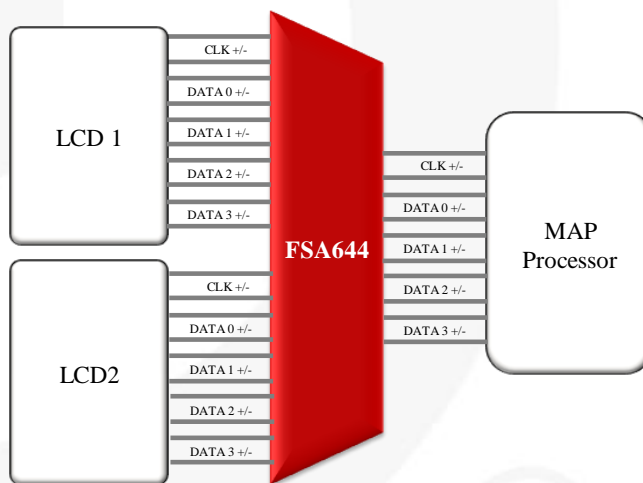 LCD 1
CLK +/-
DATA 0 +/-
DATA 1 +/-
DATA 2 +/-
DATA 3 +/-
LCD2
CLK +/-
DATA 0 +/-
DATA 1 +/-
DATA 2 +/-
DATA 3 +/-
FSA644
CLK +/-
DATA 0 +/-
DATA 1 +/-
DATA 2 +/-
DATA 3 +/-
MAP
Processor